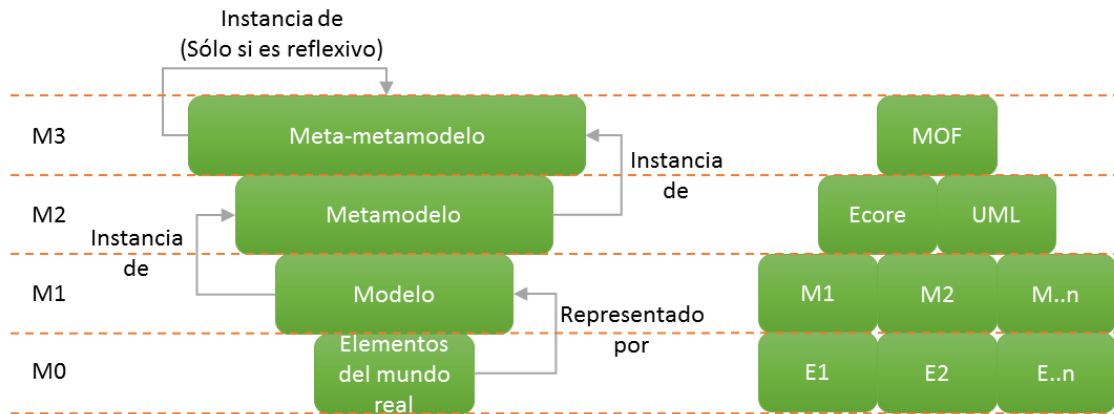 Instancia de
(Sólo si es reflexivo)
M3
Meta-metamodelo
MOF
Instancia
de
M2
Metamodelo
Ecore
UML
Instancia
de
M1
Modelo
M1
M2
M..n
Representado
por
M0
Elementos
del mundo
real
E1
E2
E..n